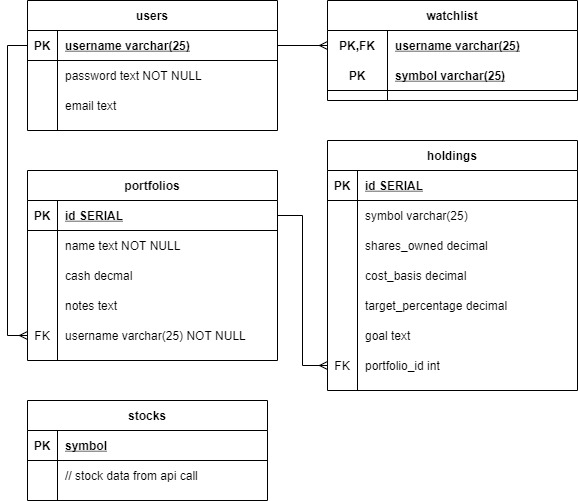 users
PK username varchar(25)
password text NOT NULL
email text
watchlist
PK,FK username varchar(25)
PK symbol varchar(25)
portfolios
PK id SERIAL
name text NOT NULL
cash decmal
notes text
FK username varchar(25) NOT NULL
holdings
PK id SERIAL
symbol varchar(25)
shares_owned decimal
cost_basis decimal
target_percentage decimal
goal text
FK portfolio_id int
stocks
PK symbol
// stock data from api call